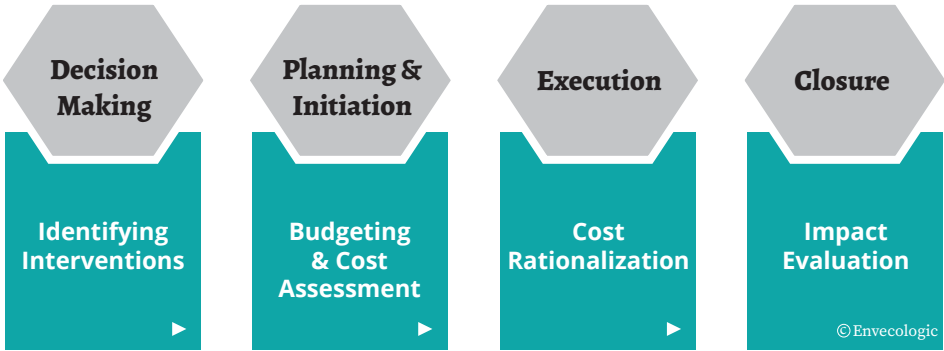 Decision
Making
Identifying
Interventions
Planning &
Initiation
Budgeting
& Cost
Assessment
Execution
Cost
Rationalization
Closure
Impact
Evaluation
© Envecologic